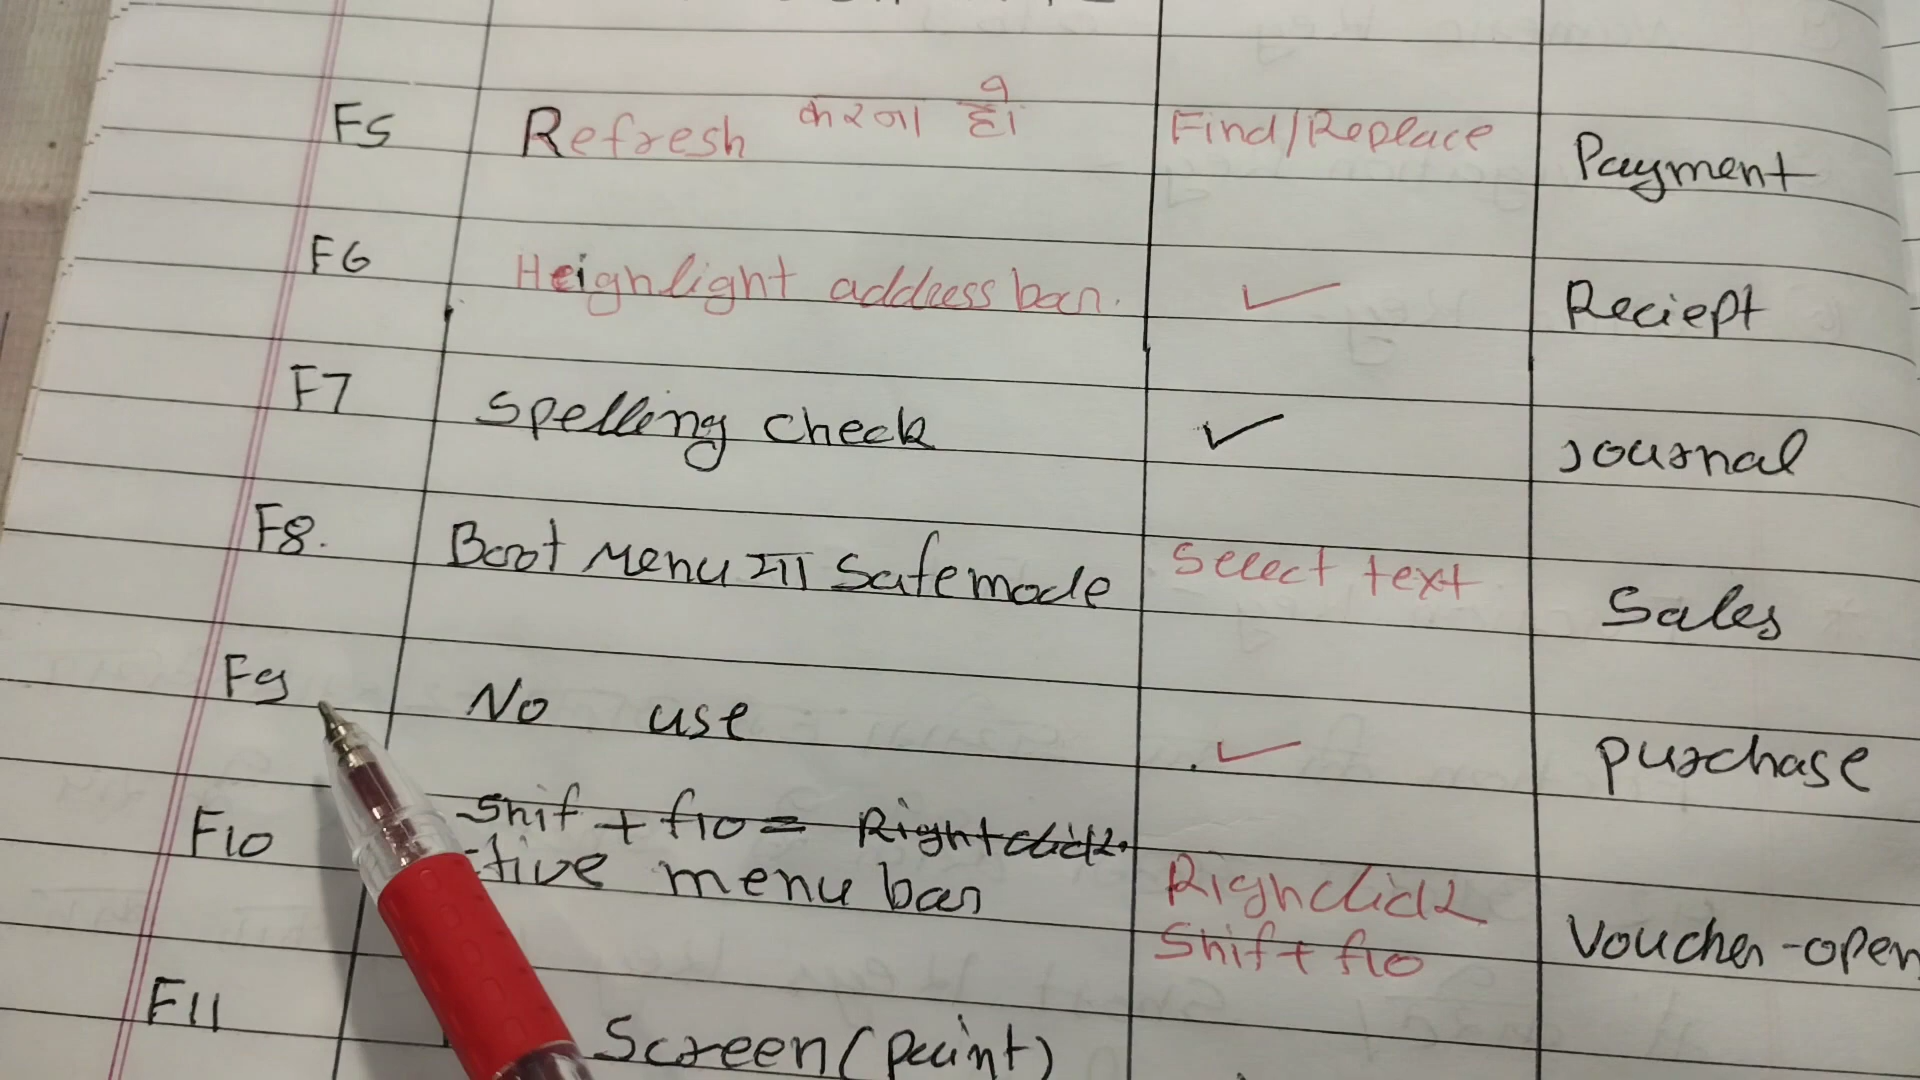 F5 Refresh करना हो Find/Replace Payment
F6 Heighlight address bar. ✓ Reciept
F7 Spelling check ✓ Journal
F8. Boot Menu या Safemode Select text Sales
F9 No use ✓ purchase
Shif + f10 = Rightclick.
F10 -tive menu bar Righclick Voucher-open
Shift + f10
F11 Screen (paint)